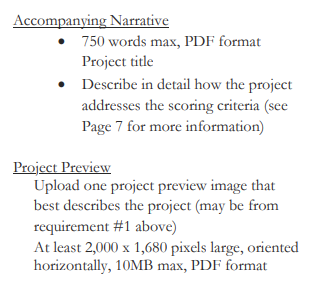 Accompanying Narrative
• 750 words max, PDF format
Project title
• Describe in detail how the project
addresses the scoring criteria (see
Page 7 for more information)
Project Preview
Upload one project preview image that
best describes the project (may be from
requirement #1 above)
At least 2,000 x 1,680 pixels large, oriented
horizontally, 10MB max, PDF format